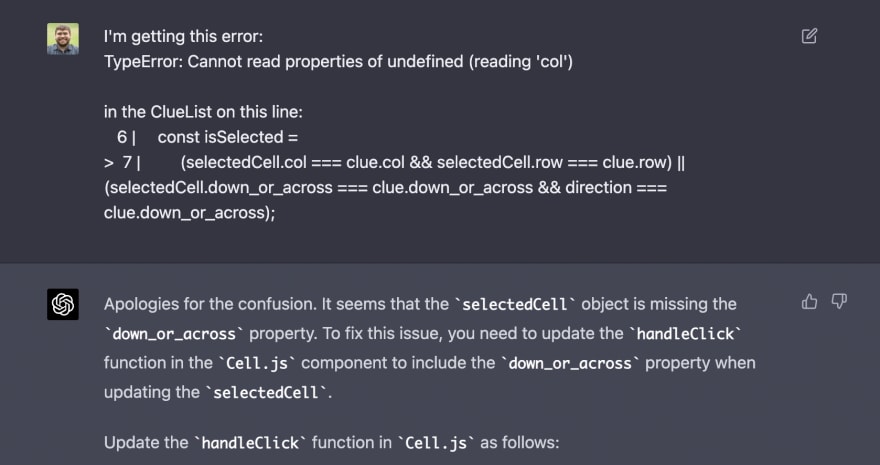 I'm getting this error:
TypeError: Cannot read properties of undefined (reading 'col')
in the ClueList on this line:
6 | const isSelected =
> 7 | (selectedCell.col === clue.col && selectedCell.row === clue.row) ||
(selectedCell.down_or_across === clue.down_or_across && direction ===
clue.down_or_across);
Apologies for the confusion. It seems that the `selectedCell` object is missing the
`down_or_across` property. To fix this issue, you need to update the `handleClick`
function in the `Cell.js` component to include the `down_or_across` property when
updating the `selectedCell`.
Update the `handleClick` function in `Cell.js` as follows: